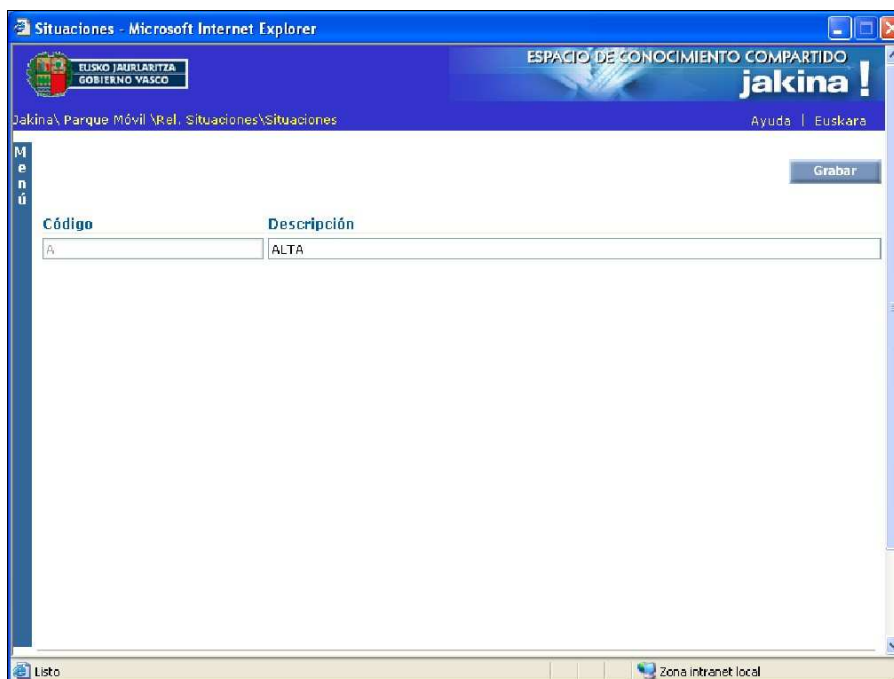 Situaciones - Microsoft Internet Explorer
EUSKO JAURLARITZA
GOBIERNO VASCO
ESPACIO DE CONOCIMIENTO COMPARTIDO
jakina!
Jakina\ Parque Móvil \Rel. Situaciones\Situaciones
Ayuda | Euskara
Menú
Grabar
Código Descripción
A ALTA
Listo Zona intranet local